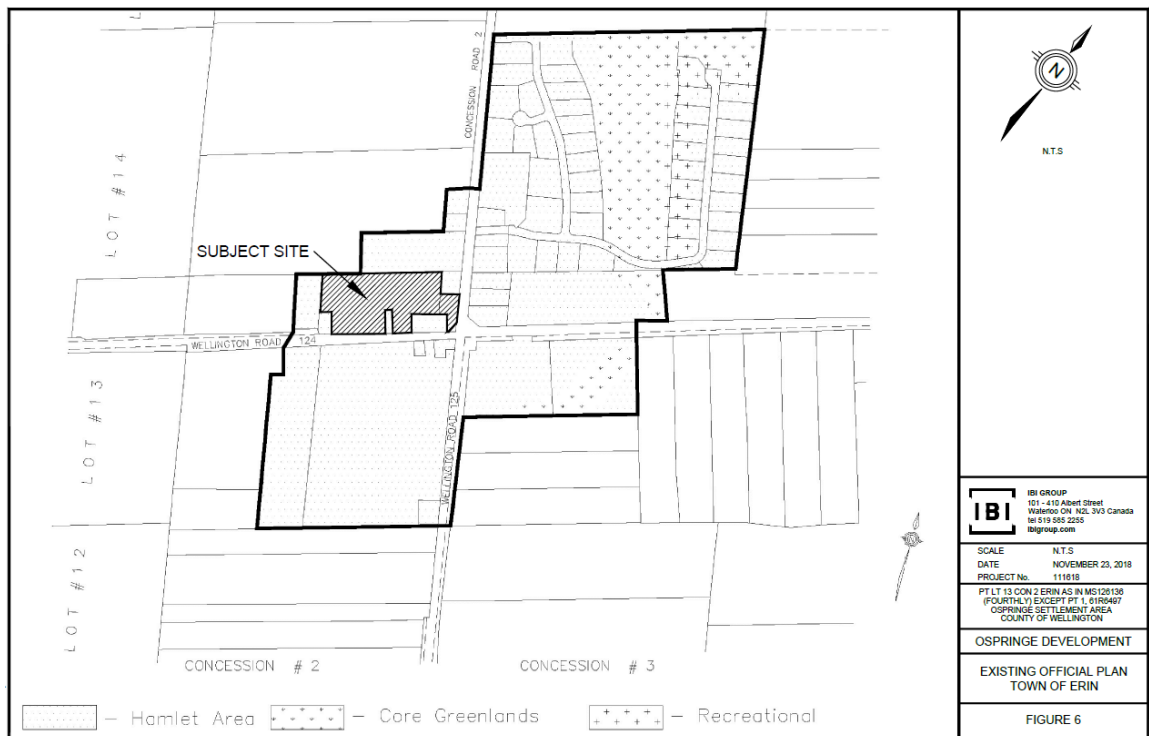 CONCESSION ROAD 2
LOT #14
SUBJECT SITE
WELLINGTON ROAD 124
LOT #13
WELLINGTON ROAD 125
LOT #12
CONCESSION # 2
CONCESSION # 3
— Hamlet Area
— Core Greenlands
— Recreational
N
N.T.S
IBI
IBI GROUP
101 - 410 Albert Street
Waterloo ON N2L 3V3 Canada
tel 519 585 2255
ibigroup.com
SCALE N.T.S
DATE NOVEMBER 23, 2018
PROJECT No. 111618
PT LT 13 CON 2 ERIN AS IN MS126136
(FOURTHLY) EXCEPT PT 1, 61R6497
OSPRINGE SETTLEMENT AREA
COUNTY OF WELLINGTON
OSPRINGE DEVELOPMENT
EXISTING OFFICIAL PLAN
TOWN OF ERIN
FIGURE 6